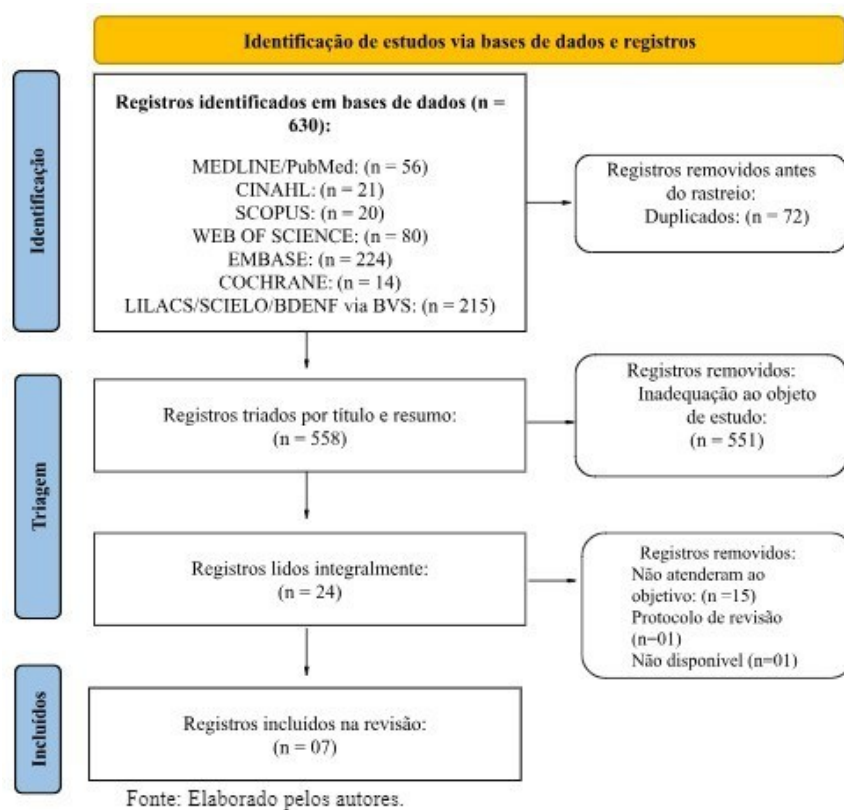 Identificação de estudos via bases de dados e registros
Identificação
Registros identificados em bases de dados (n =
630):
MEDLINE/PubMed: (n = 56)
CINAHL: (n = 21)
SCOPUS: (n = 20)
WEB OF SCIENCE: (n = 80)
EMBASE: (n = 224)
COCHRANE: (n = 14)
LILACS/SCIELO/BDENF via BVS: (n = 215)
Registros removidos antes
do rastreio:
Duplicados: (n = 72)
Triagem
Registros triados por título e resumo:
(n = 558)
Registros removidos:
Inadequação ao objeto
de estudo:
(n = 551)
Registros lidos integralmente:
(n = 24)
Registros removidos:
Não atenderam ao
objetivo: (n =15)
Protocolo de revisão
(n=01)
Não disponível (n=01)
Incluídos
Registros incluidos na revisão:
(n = 07)
Fonte: Elaborado pelos autores.